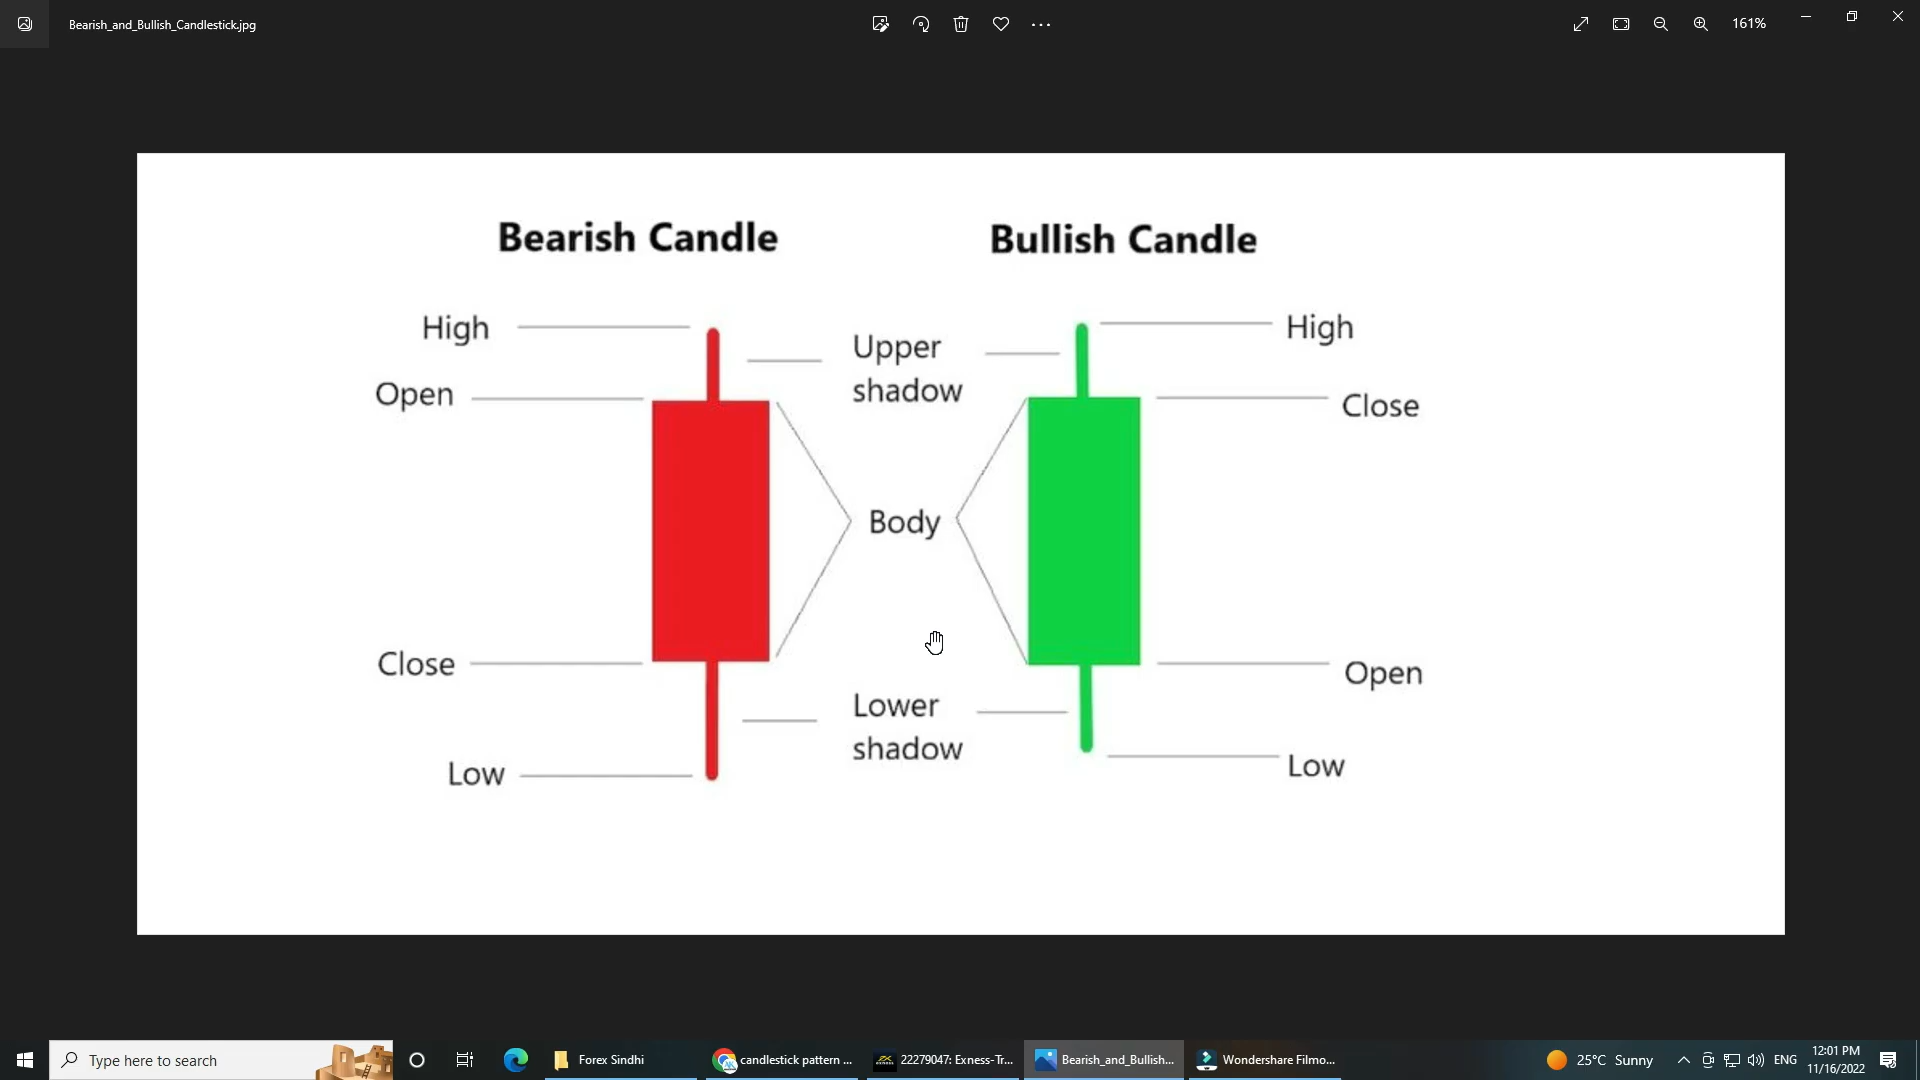 Bearish_and_Bullish_Candlestick.jpg
161%
Bearish Candle
Bullish Candle
High
Upper
shadow
High
Open
Close
Body
Close
Open
Lower
shadow
Low
Low
Type here to search
Forex Sindhi
candlestick pattern ...
22279047: Exness-Tr...
Bearish_and_Bullish...
Wondershare Filmo...
25°C Sunny
ENG
12:01 PM
11/16/2022